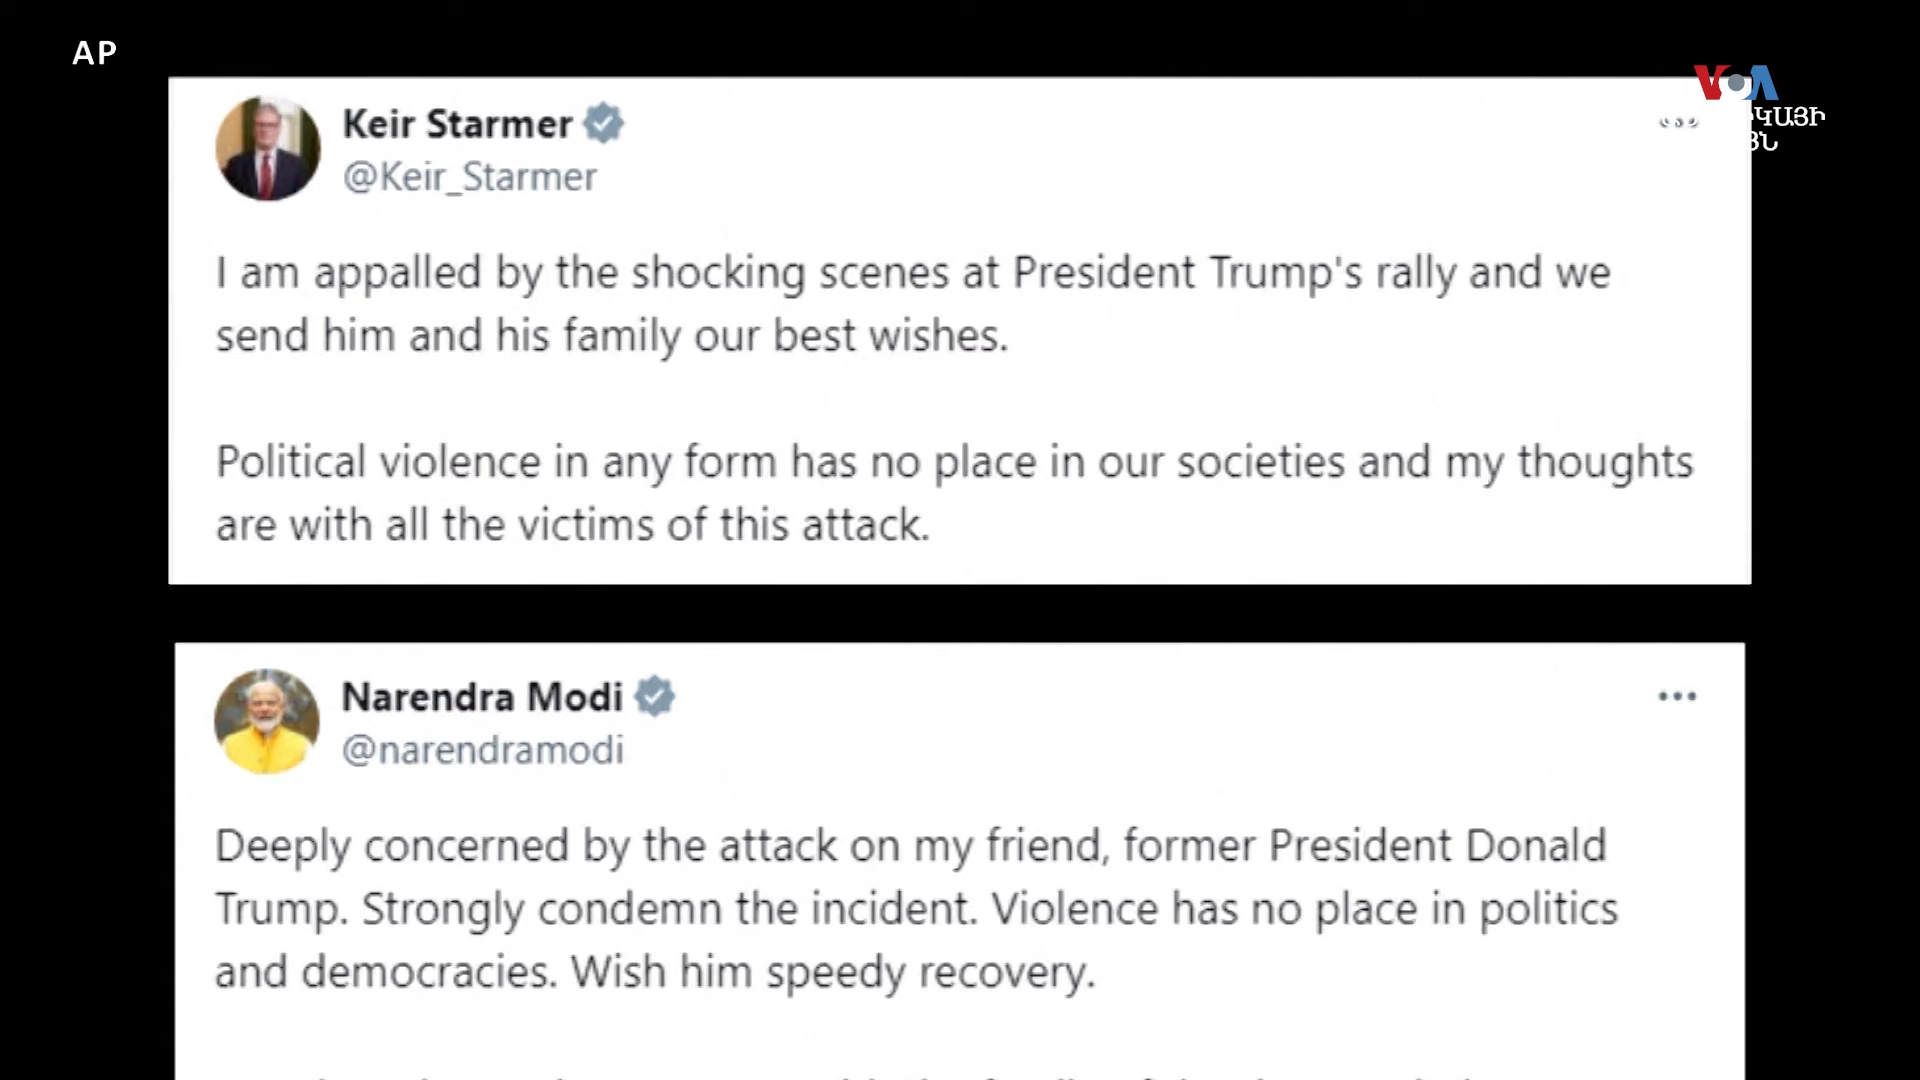 AP
VOA
Keir Starmer
@Keir_Starmer
I am appalled by the shocking scenes at President Trump's rally and we
send him and his family our best wishes.
Political violence in any form has no place in our societies and my thoughts
are with all the victims of this attack.
Narendra Modi
@narendramodi
Deeply concerned by the attack on my friend, former President Donald
Trump. Strongly condemn the incident. Violence has no place in politics
and democracies. Wish him speedy recovery.